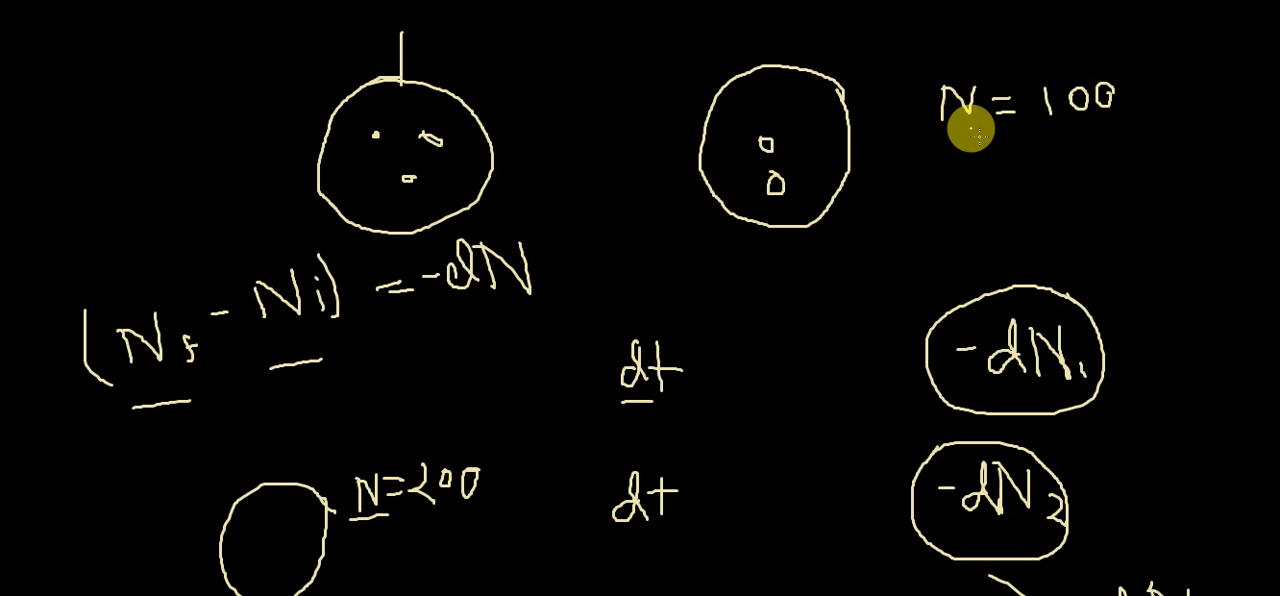 N = 100
(Nf - Ni) = -dN
dt
-dN1
N=200
dt
-dN2